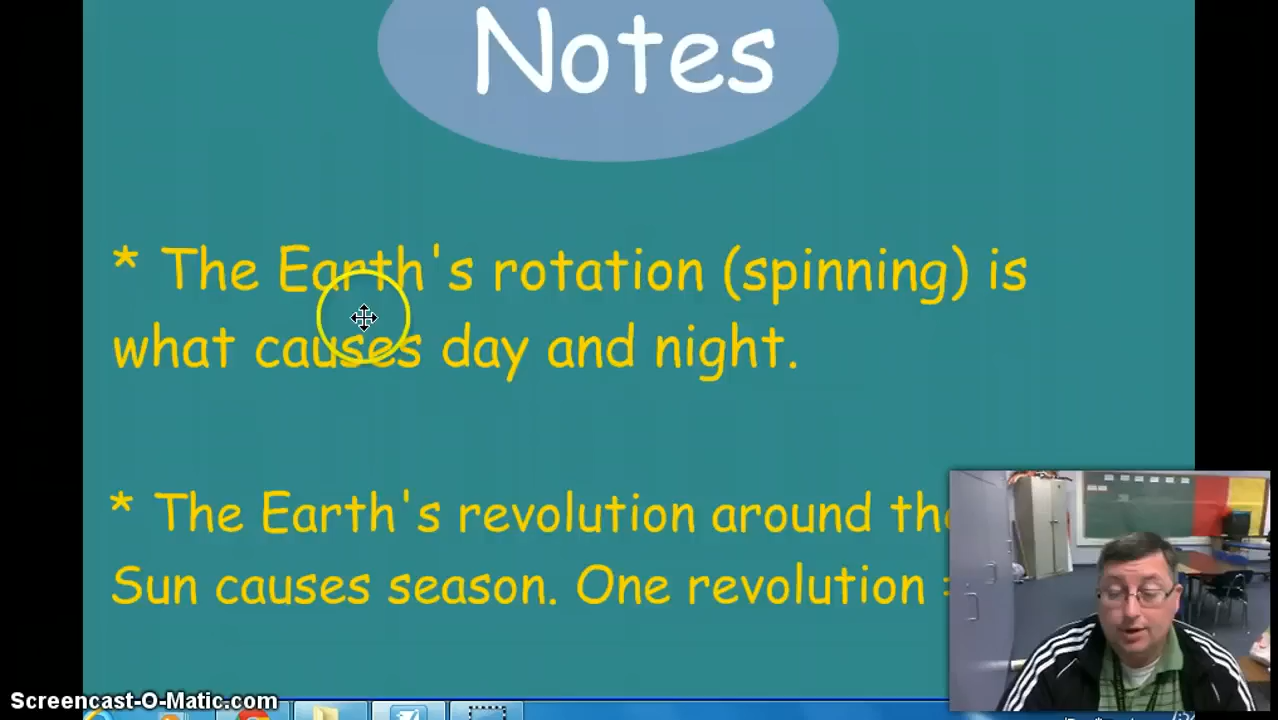 Notes
* The Earth's rotation (spinning) is
what causes day and night.
* The Earth's revolution around the
Sun causes season. One revolution =
Screencast-O-Matic.com